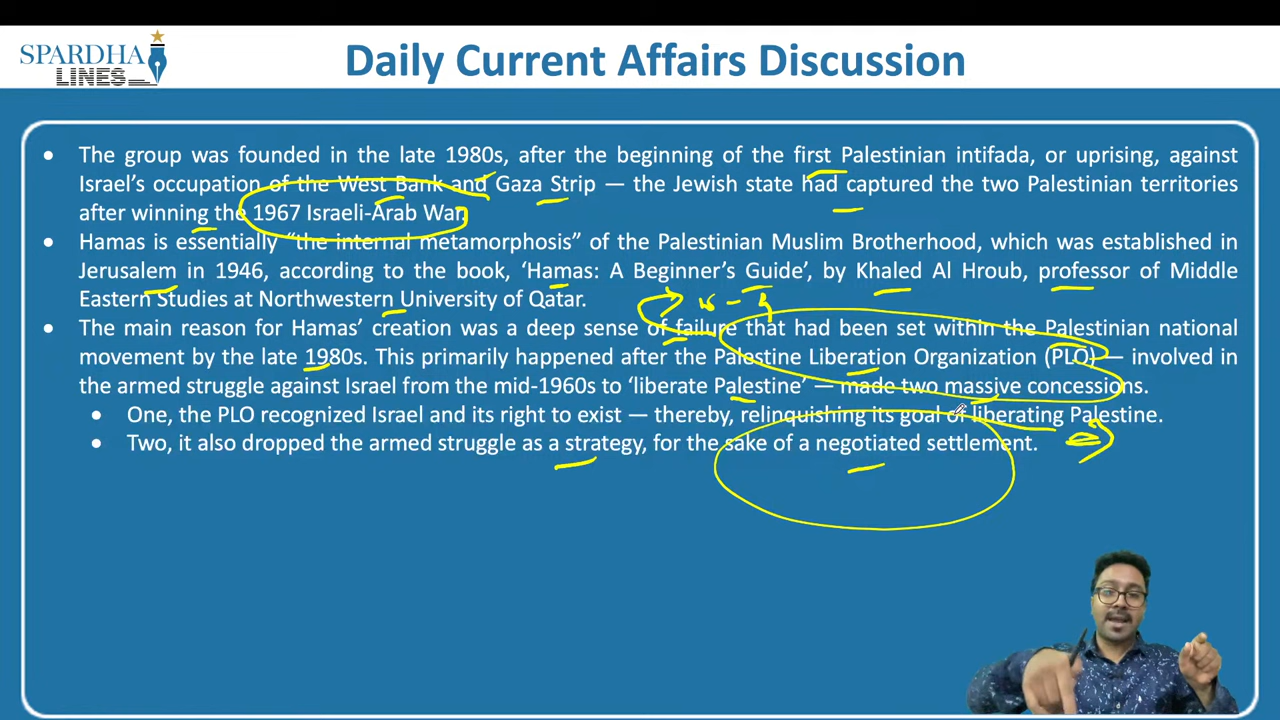 SPARDHA
LINES
Daily Current Affairs Discussion
• The group was founded in the late 1980s, after the beginning of the first Palestinian intifada, or uprising, against
Israel's occupation of the West Bank and Gaza Strip — the Jewish state had captured the two Palestinian territories
after winning the 1967 Israeli-Arab War.
• Hamas is essentially “the internal metamorphosis” of the Palestinian Muslim Brotherhood, which was established in
Jerusalem in 1946, according to the book, ‘Hamas: A Beginner’s Guide’, by Khaled Al Hroub, professor of Middle
Eastern Studies at Northwestern University of Qatar.
• The main reason for Hamas’ creation was a deep sense of failure that had been set within the Palestinian national
movement by the late 1980s. This primarily happened after the Palestine Liberation Organization (PLO) — involved in
the armed struggle against Israel from the mid-1960s to ‘liberate Palestine’ — made two massive concessions.
• One, the PLO recognized Israel and its right to exist — thereby, relinquishing its goal of liberating Palestine.
• Two, it also dropped the armed struggle as a strategy, for the sake of a negotiated settlement.